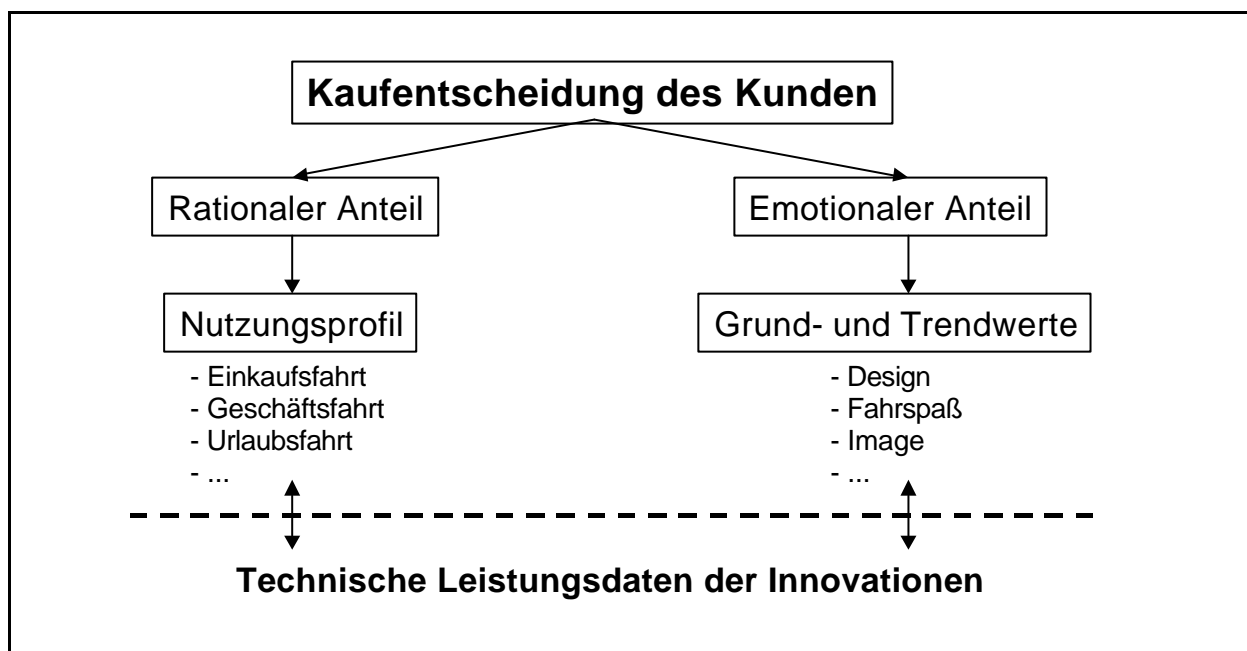 Kaufentscheidung des Kunden
Rationaler Anteil
Emotionaler Anteil
Nutzungsprofil
- Einkaufsfahrt
- Geschäftsfahrt
- Urlaubsfahrt
- ...
Grund- und Trendwerte
- Design
- Fahrspaß
- Image
- ...
Technische Leistungsdaten der Innovationen